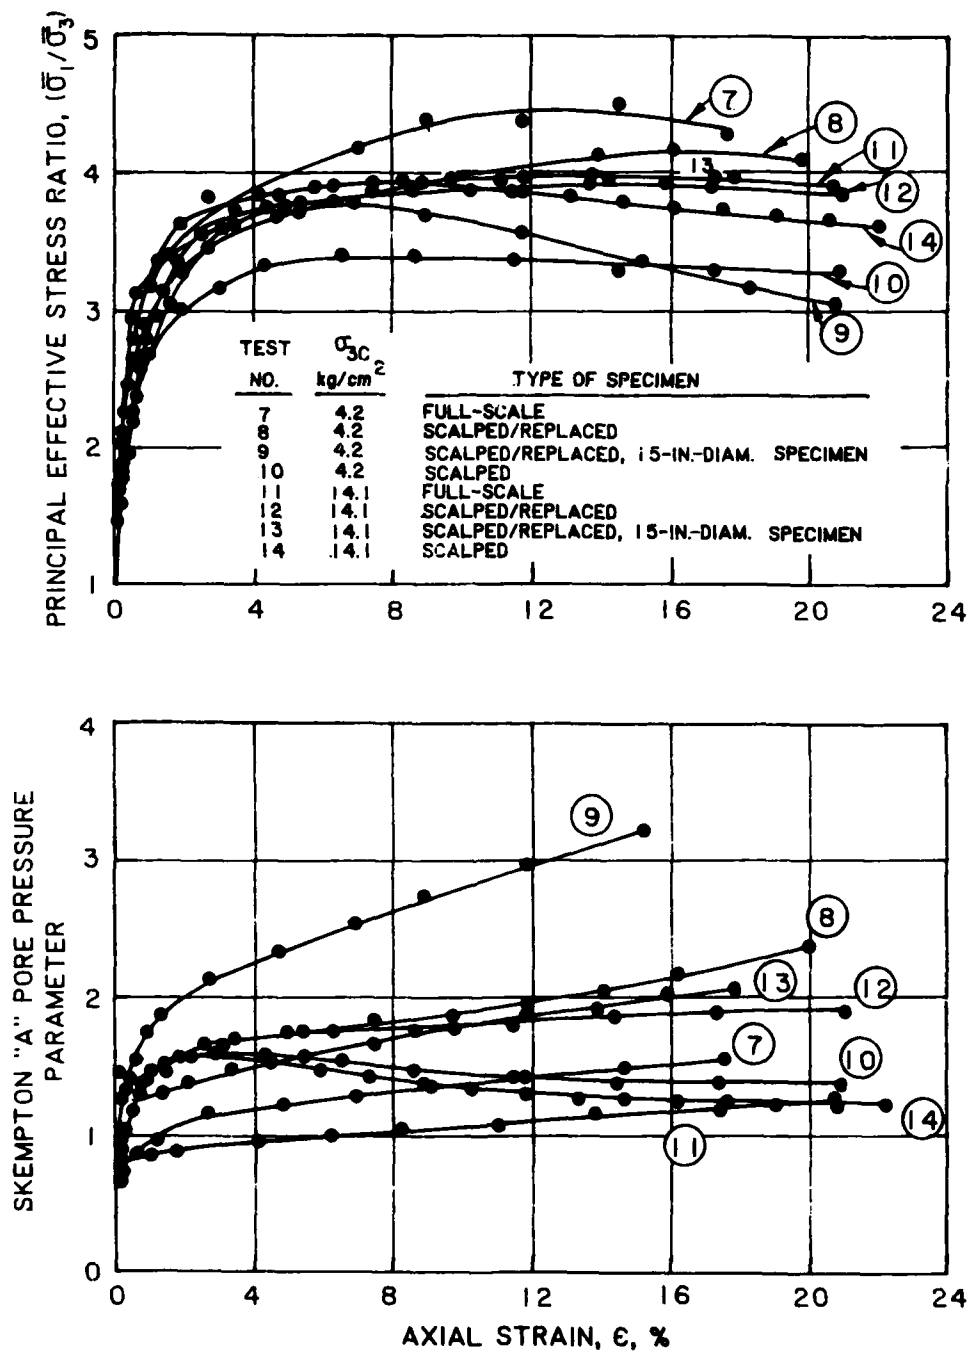 PRINCIPAL EFFECTIVE STRESS RATIO, (σ̄₁/σ̄₃)
5
4
3
2
1
7
8
13
11
12
14
10
9
TEST σ̄3C
NO. kg/cm² TYPE OF SPECIMEN
7 4.2 FULL-SCALE
8 4.2 SCALPED/REPLACED
9 4.2 SCALPED/REPLACED, 15-IN.-DIAM. SPECIMEN
10 4.2 SCALPED
11 14.1 FULL-SCALE
12 14.1 SCALPED/REPLACED
13 14.1 SCALPED/REPLACED, 15-IN.-DIAM. SPECIMEN
14 14.1 SCALPED
0 4 8 12 16 20 24
SKEMPTON "A" PORE PRESSURE
PARAMETER
4
3
2
1
0
9
8
13
12
7
10
14
11
0 4 8 12 16 20 24
AXIAL STRAIN, ε, %